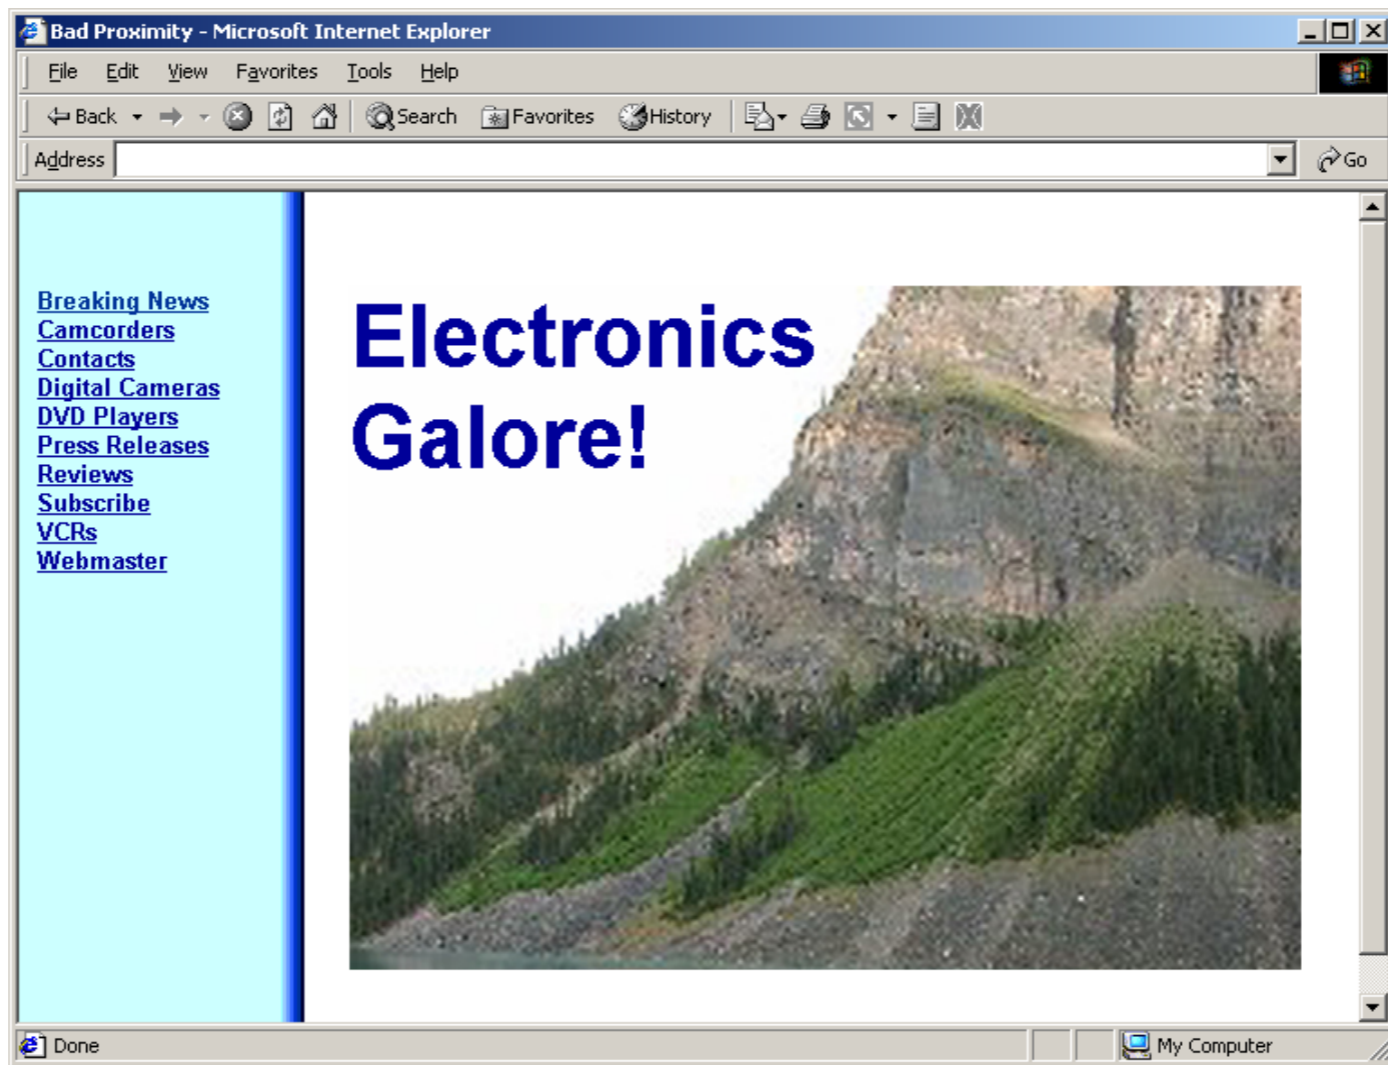 Bad Proximity - Microsoft Internet Explorer
File Edit View Favorites Tools Help
Back Search Favorites History
Address Go
Breaking News
Camcorders
Contacts
Digital Cameras
DVD Players
Press Releases
Reviews
Subscribe
VCRs
Webmaster
Electronics
Galore!
Done My Computer